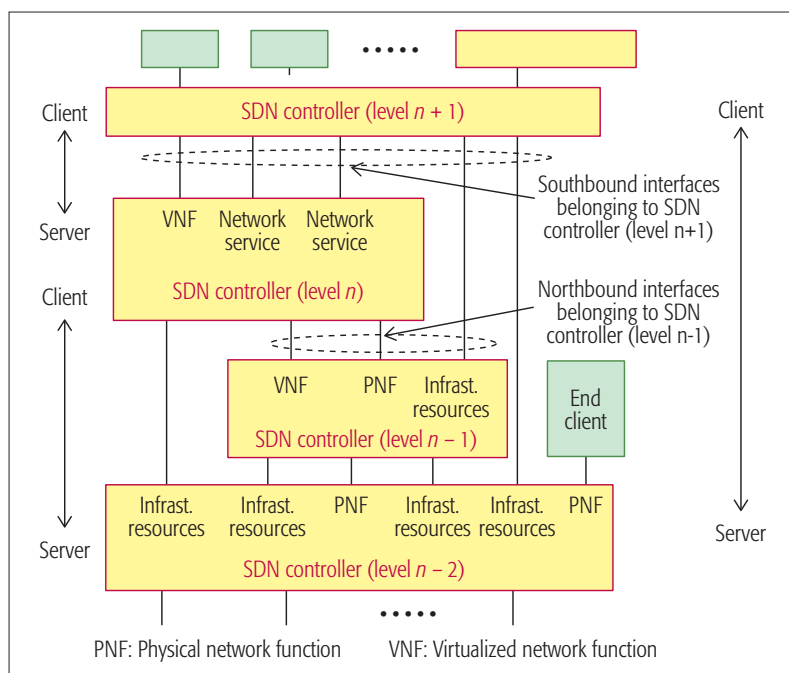 SDN controller (level n + 1)
Client
Client
Southbound interfaces
belonging to SDN
controller (level n+1)
VNF
Network
service
Network
service
Server
SDN controller (level n)
Client
Northbound interfaces
belonging to SDN
controller (level n-1)
VNF
PNF
Infrast.
resources
End
client
SDN controller (level n – 1)
Infrast.
resources
Infrast.
resources
PNF
Infrast.
resources
Infrast.
resources
PNF
Server
Server
SDN controller (level n – 2)
PNF: Physical network function
VNF: Virtualized network function